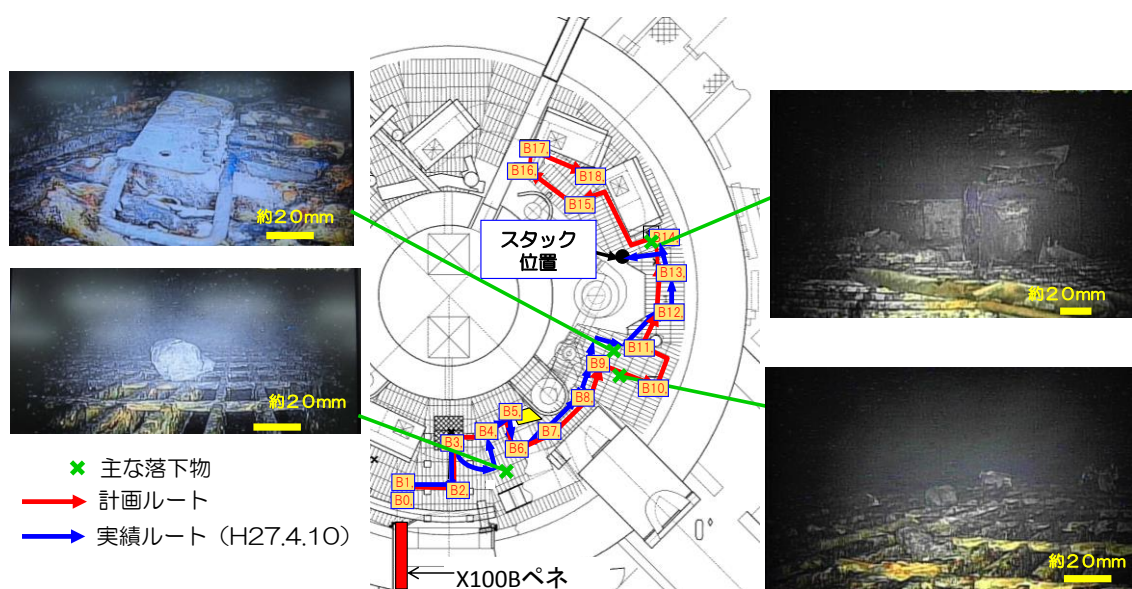 約20mm
約20mm
主な落下物
計画ルート
実績ルート（H27.4.10）
B17.
B16.
B18.
B15.
スタック
位置
B14.
B13.
B12.
B11.
B9.
B10.
B8.
B5.
B4.
B7.
B3.
B6.
B1.
B0.
B2.
X100Bペネ
約20mm
約20mm